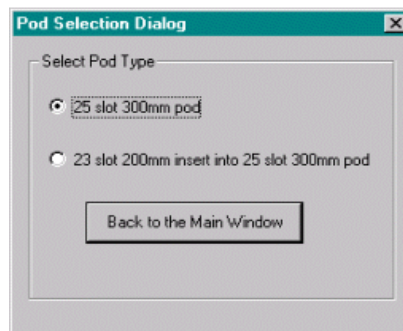 Pod Selection Dialog
Select Pod Type
25 slot 300mm pod
23 slot 200mm insert into 25 slot 300mm pod
Back to the Main Window